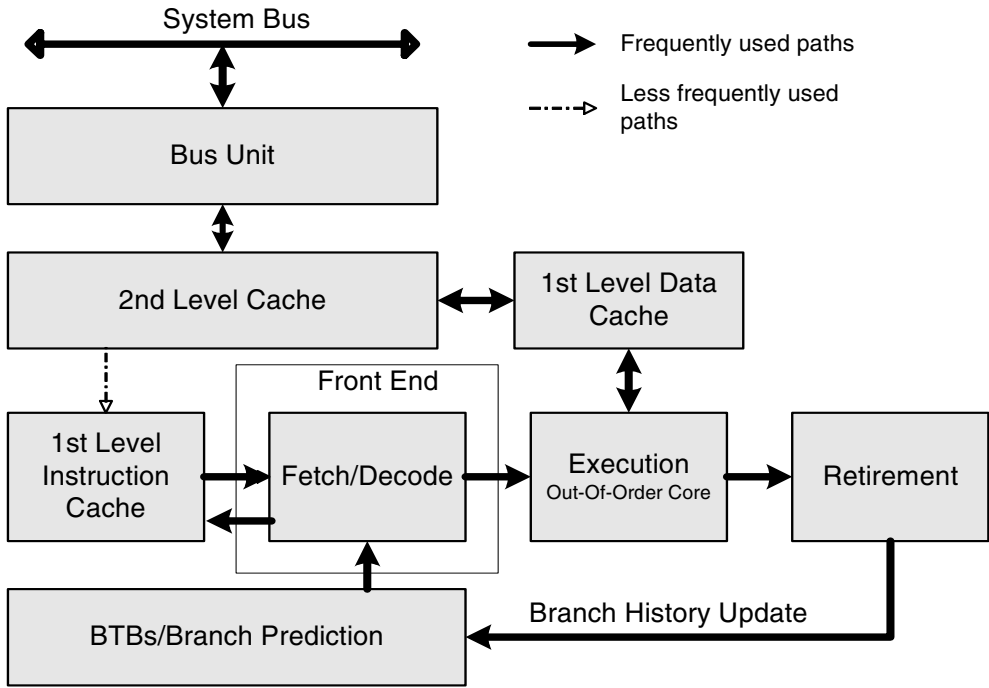 System Bus
Frequently used paths
Less frequently used
paths
Bus Unit
2nd Level Cache
1st Level Data
Cache
Front End
1st Level
Instruction
Cache
Fetch/Decode
Execution
Out-Of-Order Core
Retirement
BTBs/Branch Prediction
Branch History Update